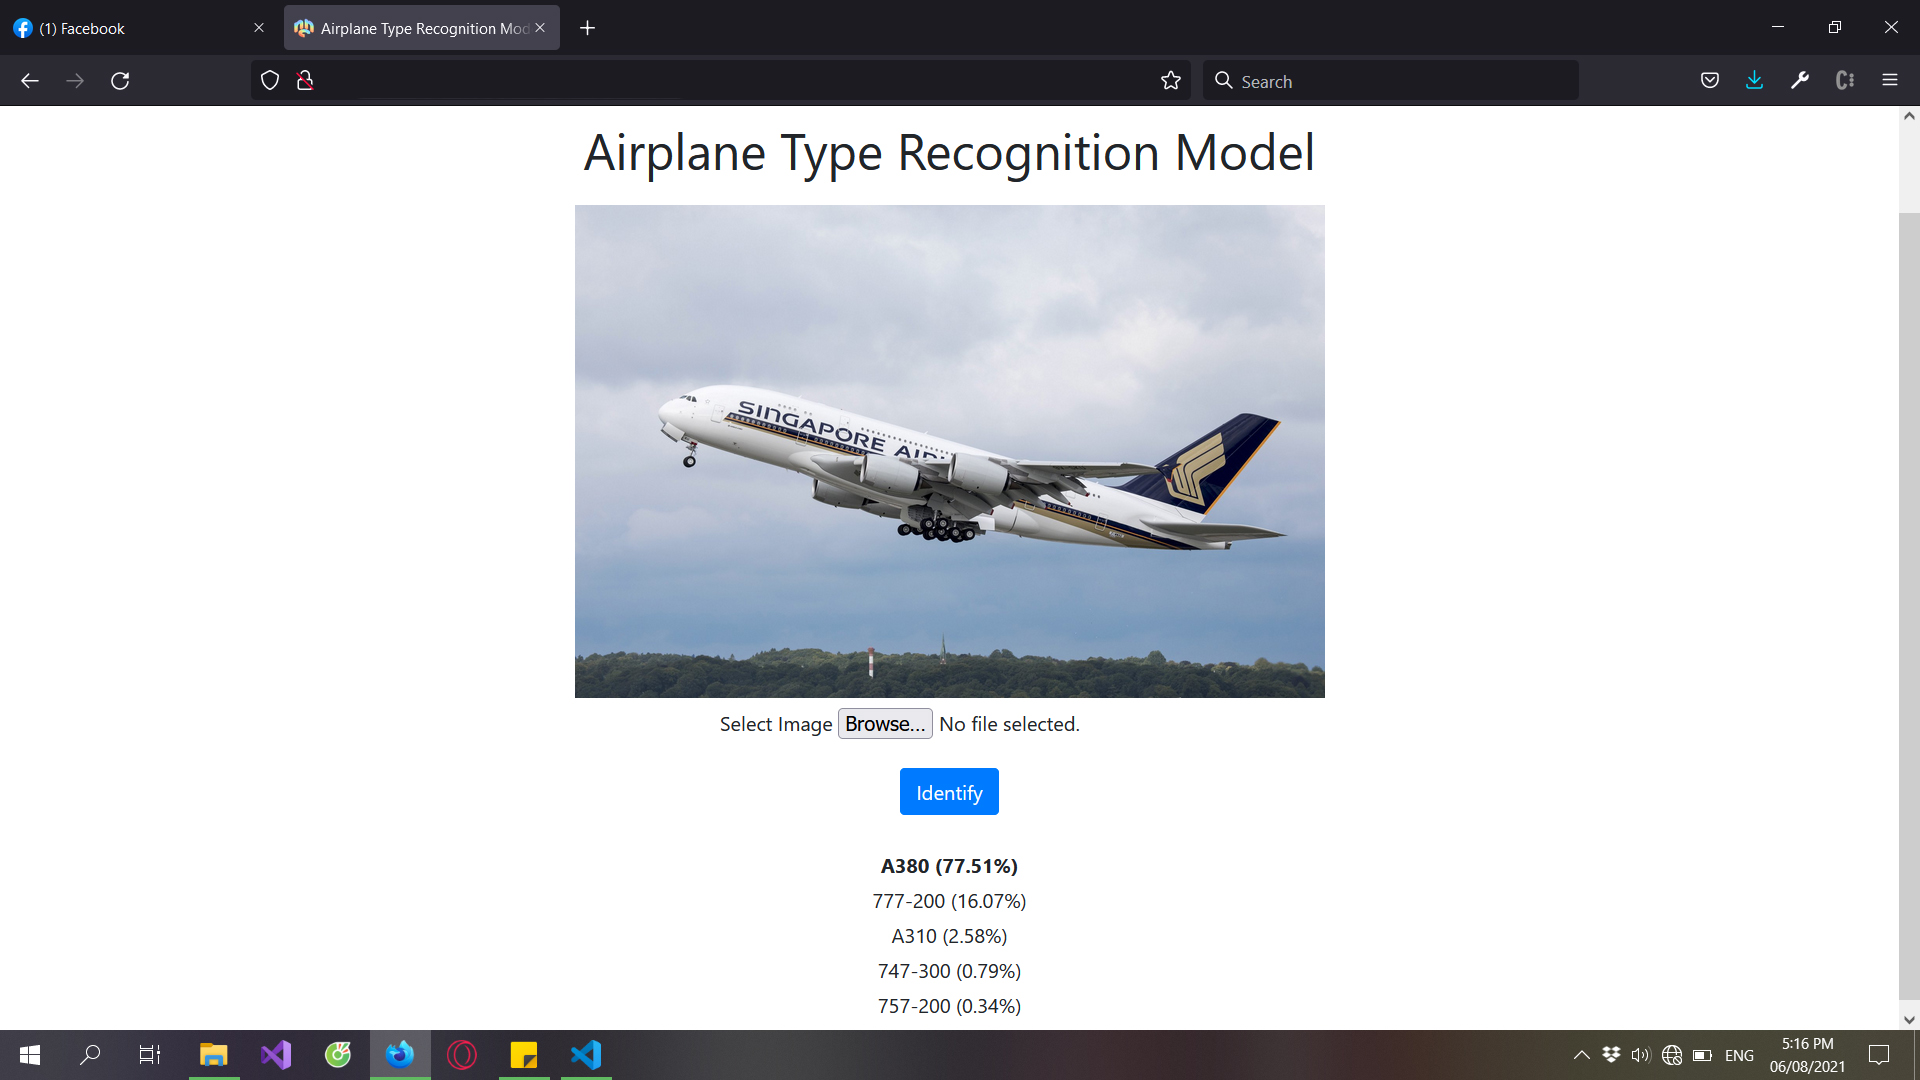 (1) Facebook
Airplane Type Recognition Mod
Search
Airplane Type Recognition Model
SINGAPORE AIR
Select Image Browse... No file selected.
Identify
A380 (77.51%)
777-200 (16.07%)
A310 (2.58%)
747-300 (0.79%)
757-200 (0.34%)
ENG
5:16 PM
06/08/2021